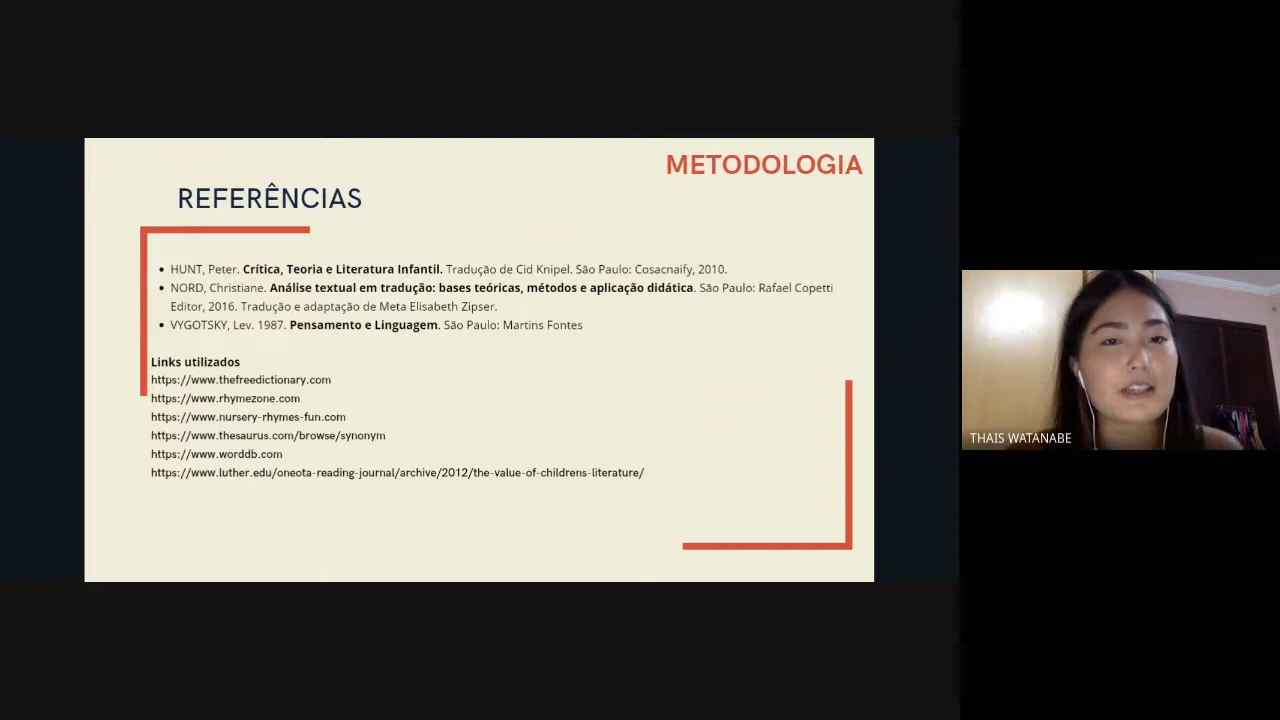 METODOLOGIA
REFERÊNCIAS
• HUNT, Peter. Crítica, Teoria e Literatura Infantil. Tradução de Cid Knipel. São Paulo: Cosacnaify, 2010.
• NORD, Christiane. Análise textual em tradução: bases teóricas, métodos e aplicação didática. São Paulo: Rafael Copetti
Editor, 2016. Tradução e adaptação de Meta Elisabeth Zipser.
• VYGOTSKY, Lev. 1987. Pensamento e Linguagem. São Paulo: Martins Fontes
Links utilizados
https://www.thefreedictionary.com
https://www.rhymezone.com
https://www.nursery-rhymes-fun.com
https://www.thesaurus.com/browse/synonym
https://www.worddb.com
https://www.luther.edu/oneota-reading-journal/archive/2012/the-value-of-childrens-literature/
THAIS WATANABE